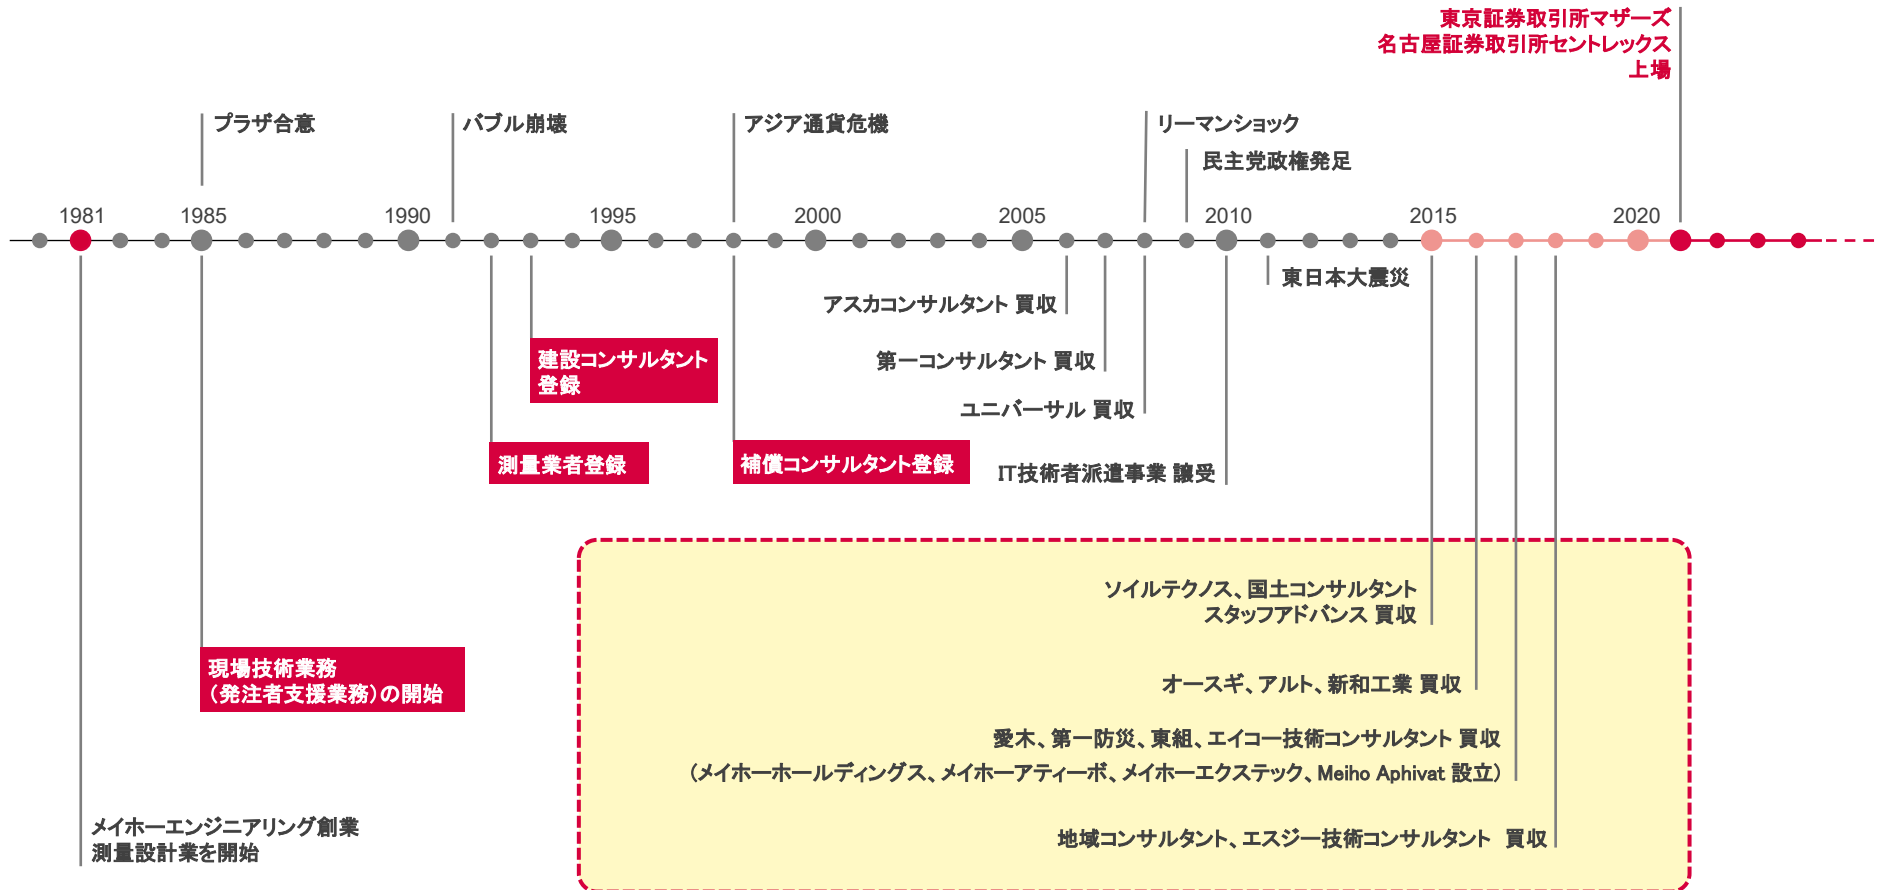 東京証券取引所マザーズ
名古屋証券取引所セントレックス
上場
プラザ合意
バブル崩壊
アジア通貨危機
リーマンショック
民主党政権発足
1981
1985
1990
1995
2000
2005
2010
2015
2020
東日本大震災
アスカコンサルタント 買収
建設コンサルタント
登録
第一コンサルタント 買収
ユニバーサル 買収
測量業者登録
補償コンサルタント登録
IT技術者派遣事業 譲受
ソイルテクノス、国土コンサルタント
スタッフアドバンス 買収
現場技術業務
（発注者支援業務）の開始
オースギ、アルト、新和工業 買収
愛木、第一防災、東組、エイコー技術コンサルタント 買収
（メイホーホールディングス、メイホーアティーボ、メイホーエクステック、Meiho Aphivat 設立）
メイホーエンジニアリング創業
測量設計業を開始
地域コンサルタント、エスジー技術コンサルタント 買収